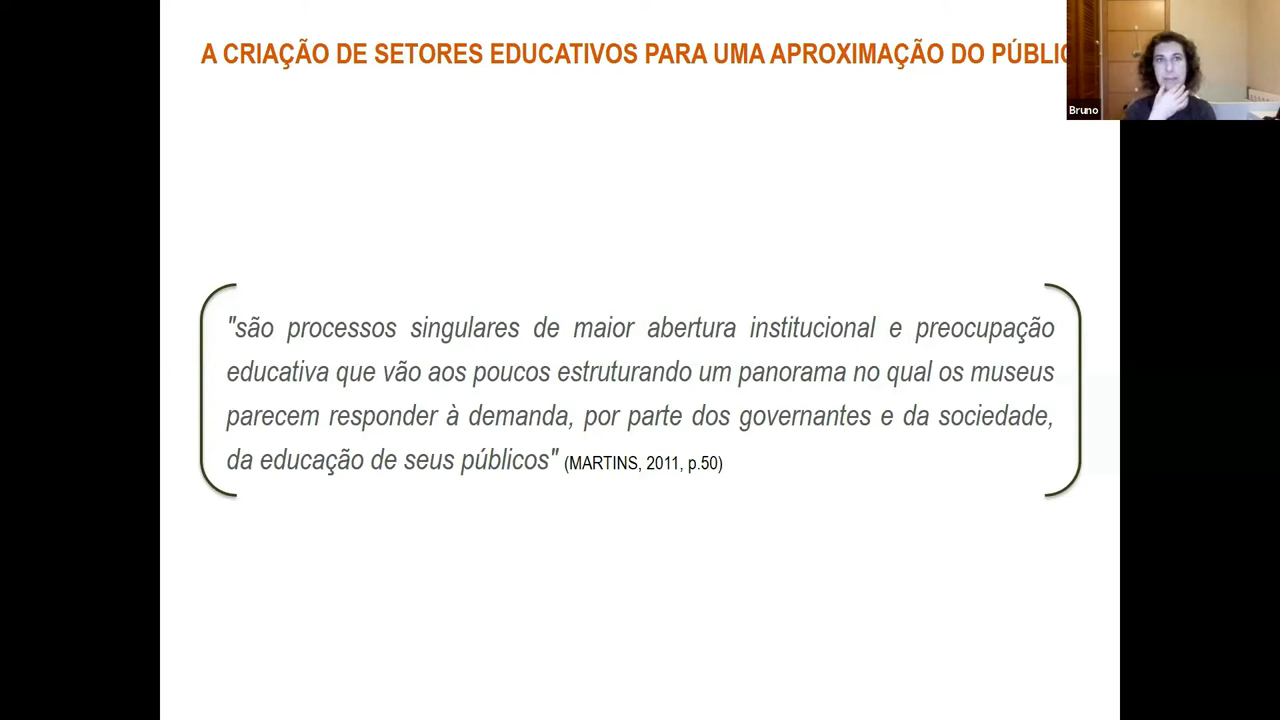 A CRIAÇÃO DE SETORES EDUCATIVOS PARA UMA APROXIMAÇÃO DO
Bruno
"são processos singulares de maior abertura institucional e preocupação
educativa que vão aos poucos estruturando um panorama no qual os museus
parecem responder à demanda, por parte dos governantes e da sociedade,
da educação de seus públicos" (MARTINS, 2011, p.50)